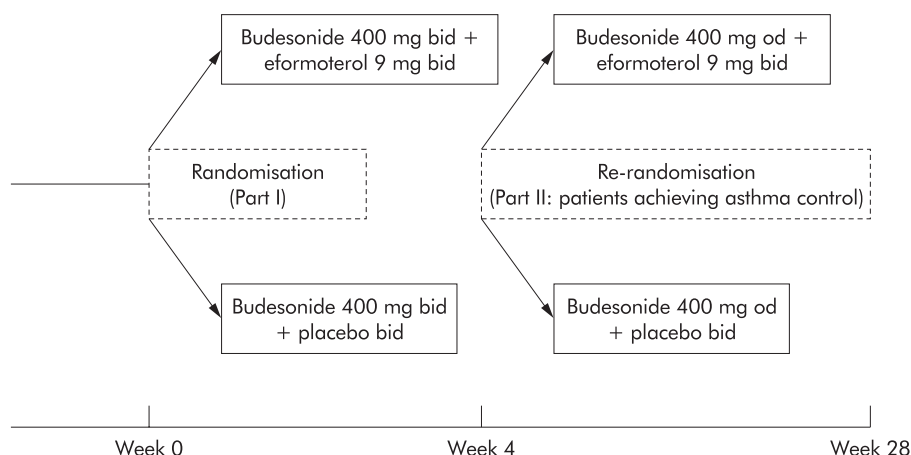 Budesonide 400 mg bid +
eformoterol 9 mg bid
Budesonide 400 mg od +
eformoterol 9 mg bid
Randomisation
(Part I)
Re-randomisation
(Part II: patients achieving asthma control)
Budesonide 400 mg bid
+ placebo bid
Budesonide 400 mg od
+ placebo bid
Week 0
Week 4
Week 28